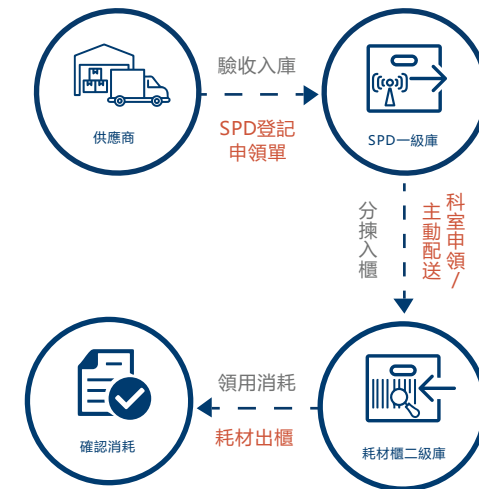 供應商
驗收入庫
SPD登記
申領單
SPD一級庫
分揀入櫃
科室申領/
主動配送
耗材櫃二級庫
領用消耗
耗材出櫃
確認消耗